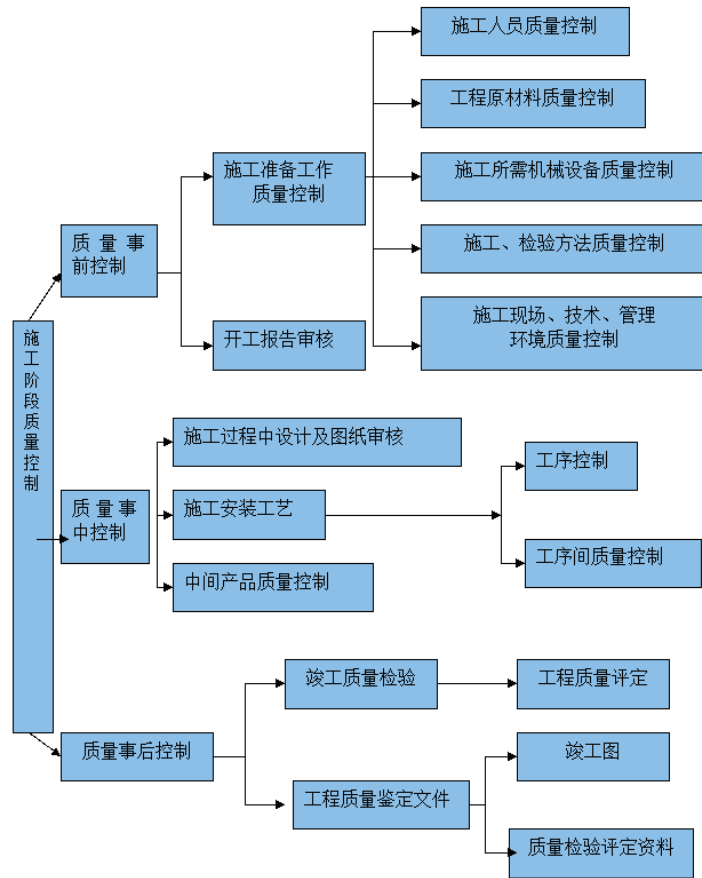 施工阶段质量控制
质量事
前控制
施工准备工作
质量控制
施工人员质量控制
工程原材料质量控制
施工所需机械设备质量控制
施工、检验方法质量控制
施工现场、技术、管理
环境质量控制
开工报告审核
质量事
中控制
施工过程中设计及图纸审核
施工安装工艺
工序控制
工序间质量控制
中间产品质量控制
质量事后控制
竣工质量检验
工程质量评定
工程质量鉴定文件
竣工图
质量检验评定资料